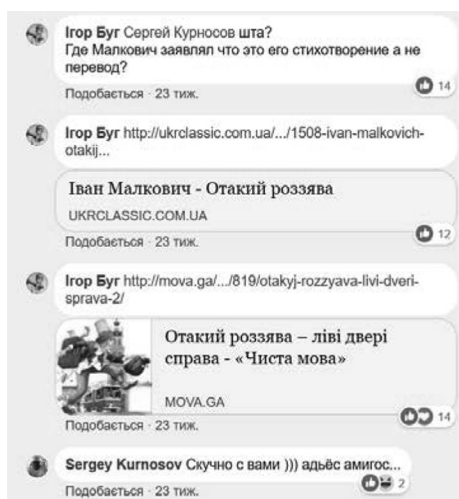 Ігор Буг Сергей Курносов шта?
Где Малкович заявлял что это его стихотворение а не
перевод?
14
Подобається · 23 тиж.
Ігор Буг http://ukrclassic.com.ua/.../1508-ivan-malkovich-
otakij...
Іван Малкович - Отакий роззява
UKRCLASSIC.COM.UA
12
Подобається · 23 тиж.
Ігор Буг http://mova.ga/.../819/otakyj-rozzyava-livi-dveri-
sprava-2/
Отакий роззява – ліві двері
справа - «Чиста мова»
MOVA.GA
14
Подобається · 23 тиж.
Sergey Kurnosov Скучно с вами ))) адьёс амигос...
2
Подобається · 23 тиж.